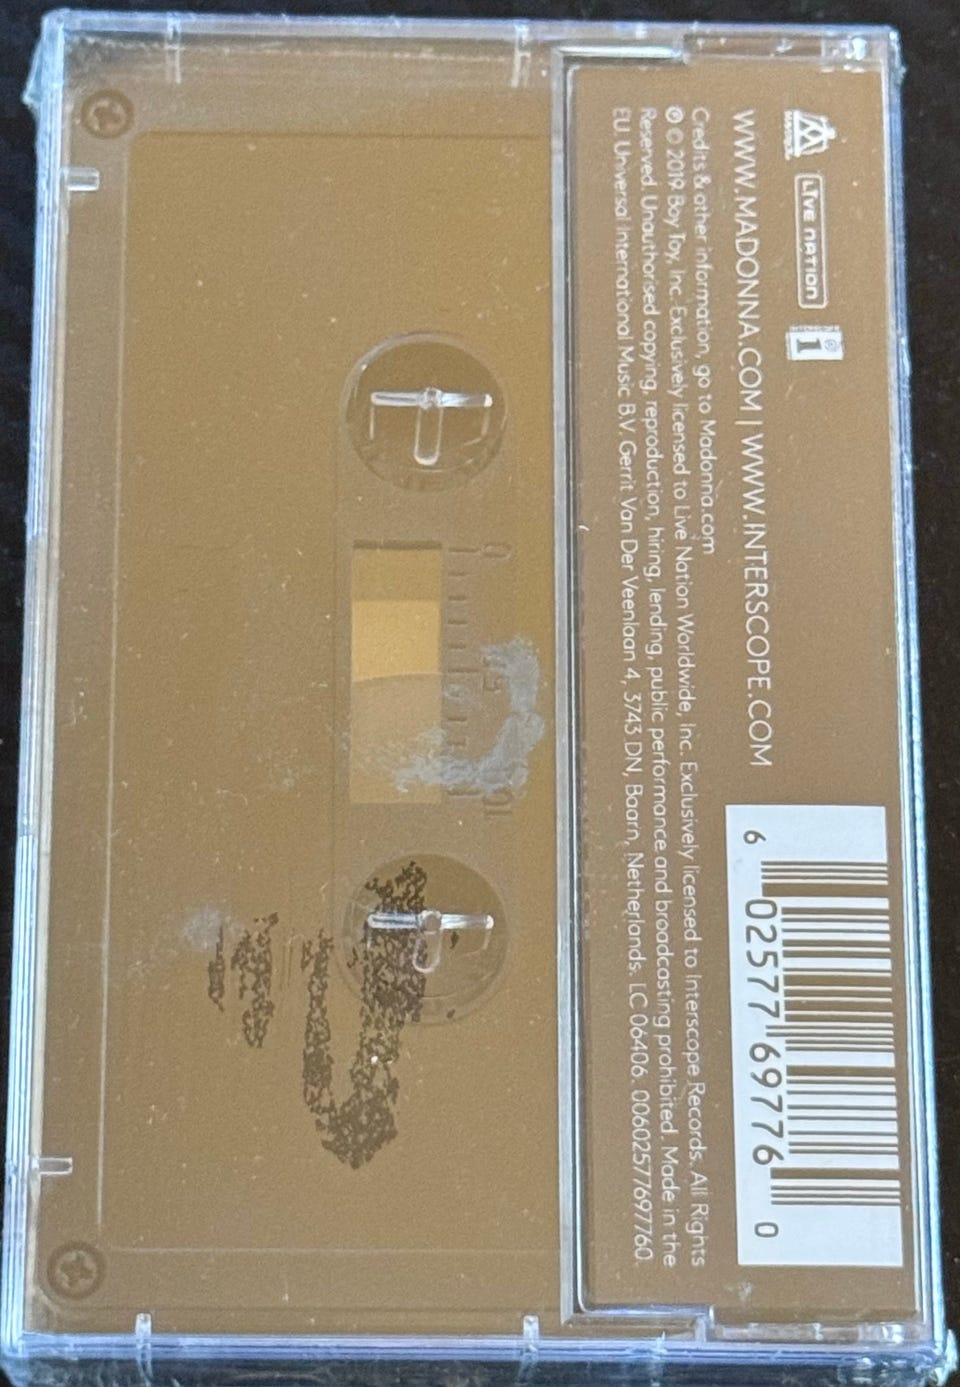 LIVE NATION
WWW.MADONNA.COM | WWW.INTERSCOPE.COM
Credits & other information, go to Madonna.com
℗ © 2019 Boy Toy, Inc. Exclusively licensed to Live Nation Worldwide, Inc. Exclusively licensed to Interscope Records. All Rights
Reserved. Unauthorised copying, reproduction, hiring, lending, public performance and broadcasting prohibited. Made in the
EU. Universal International Music B.V. Gerrit Van Der Veenlaan 4, 3743 DN, Baarn, Netherlands. LC 06406. 00602577697760.
6 02577 69776 0
0
100